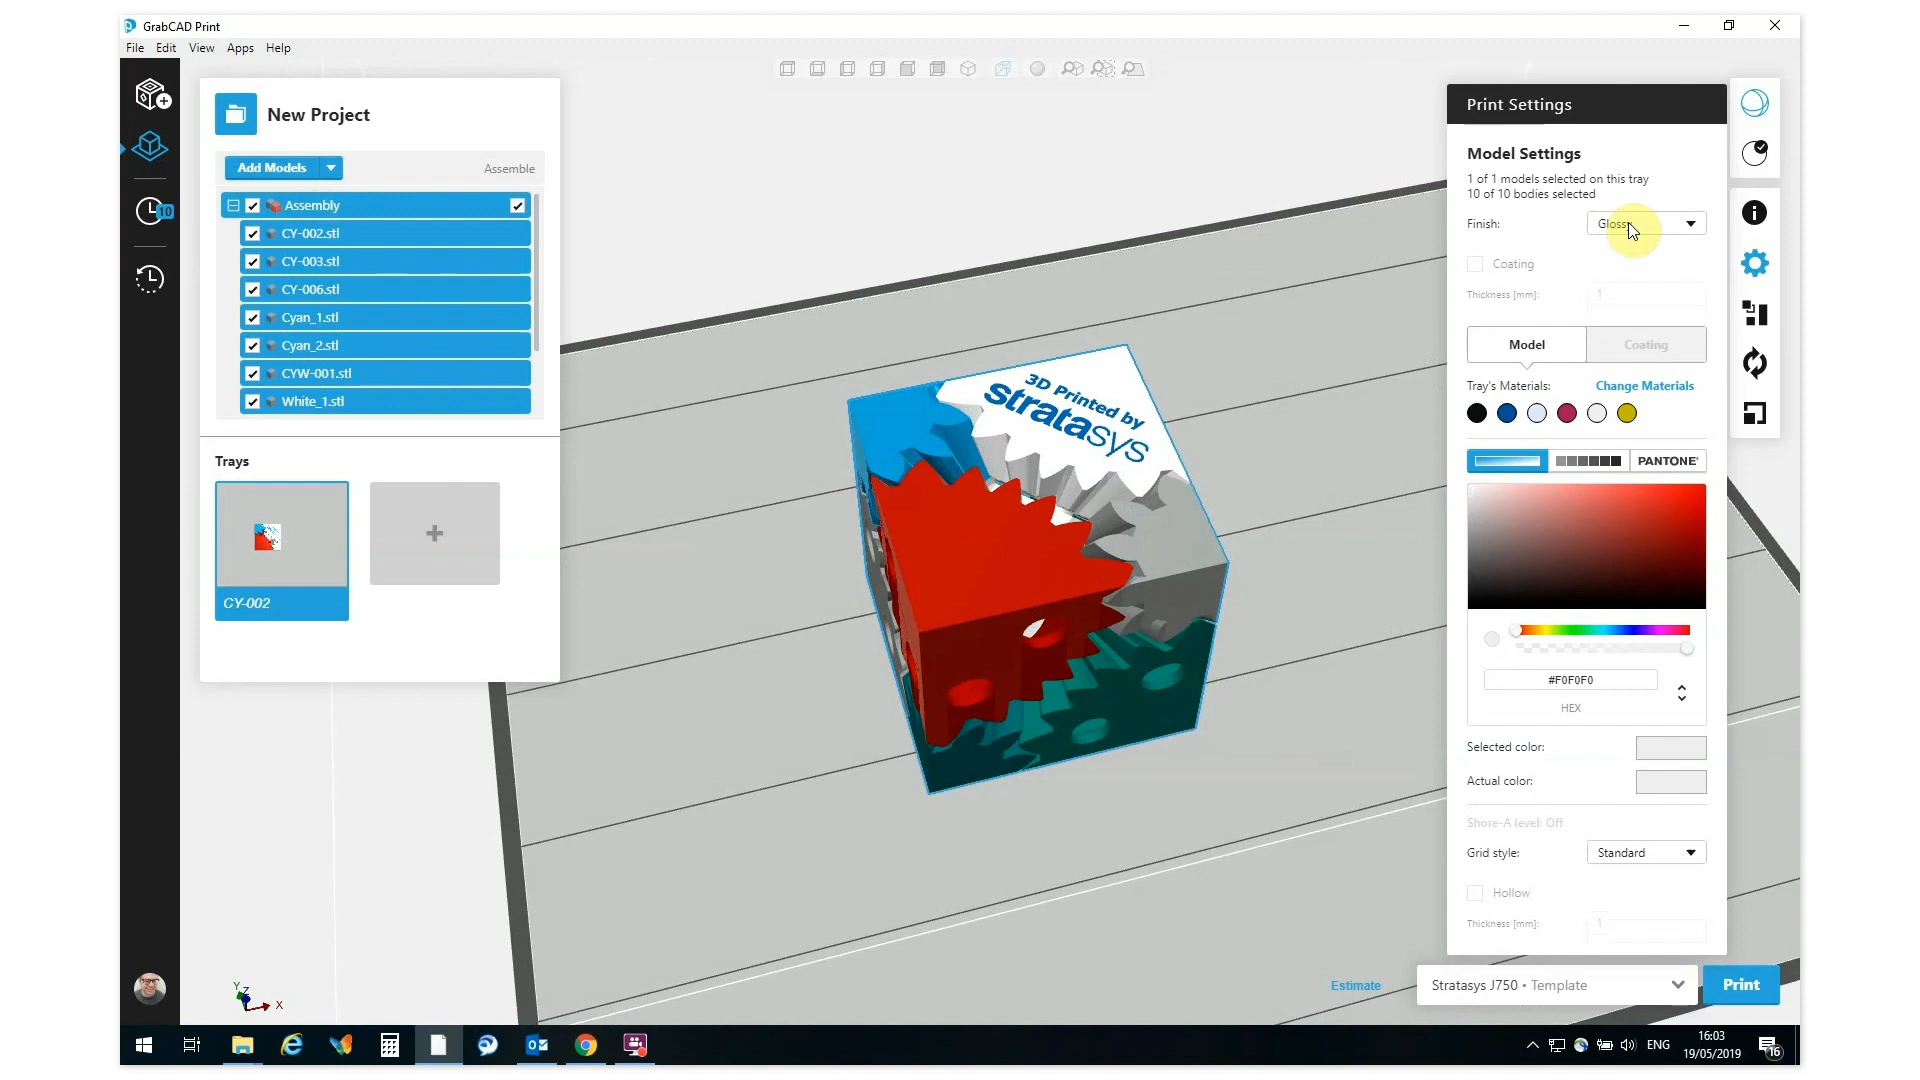 GrabCAD Print
File Edit View Apps Help
New Project
Add Models
Assemble
Assembly
CY-002.stl
CY-003.stl
CY-006.stl
Cyan_1.stl
Cyan_2.stl
CYW-001.stl
White_1.stl
Trays
CY-002
10
3D Printed by
stratasys
Y
Z
X
Print Settings
Model Settings
1 of 1 models selected on this tray
10 of 10 bodies selected
Finish: Glossy
Coating
Thickness [mm]: 1
Model Coating
Tray's Materials: Change Materials
PANTONE®
#F0F0F0
HEX
Selected color:
Actual color:
Shore-A level: Off
Grid style: Standard
Hollow
Thickness [mm]: 1
Estimate
Stratasys J750 • Template
Print
ENG
16:03
19/05/2019
16